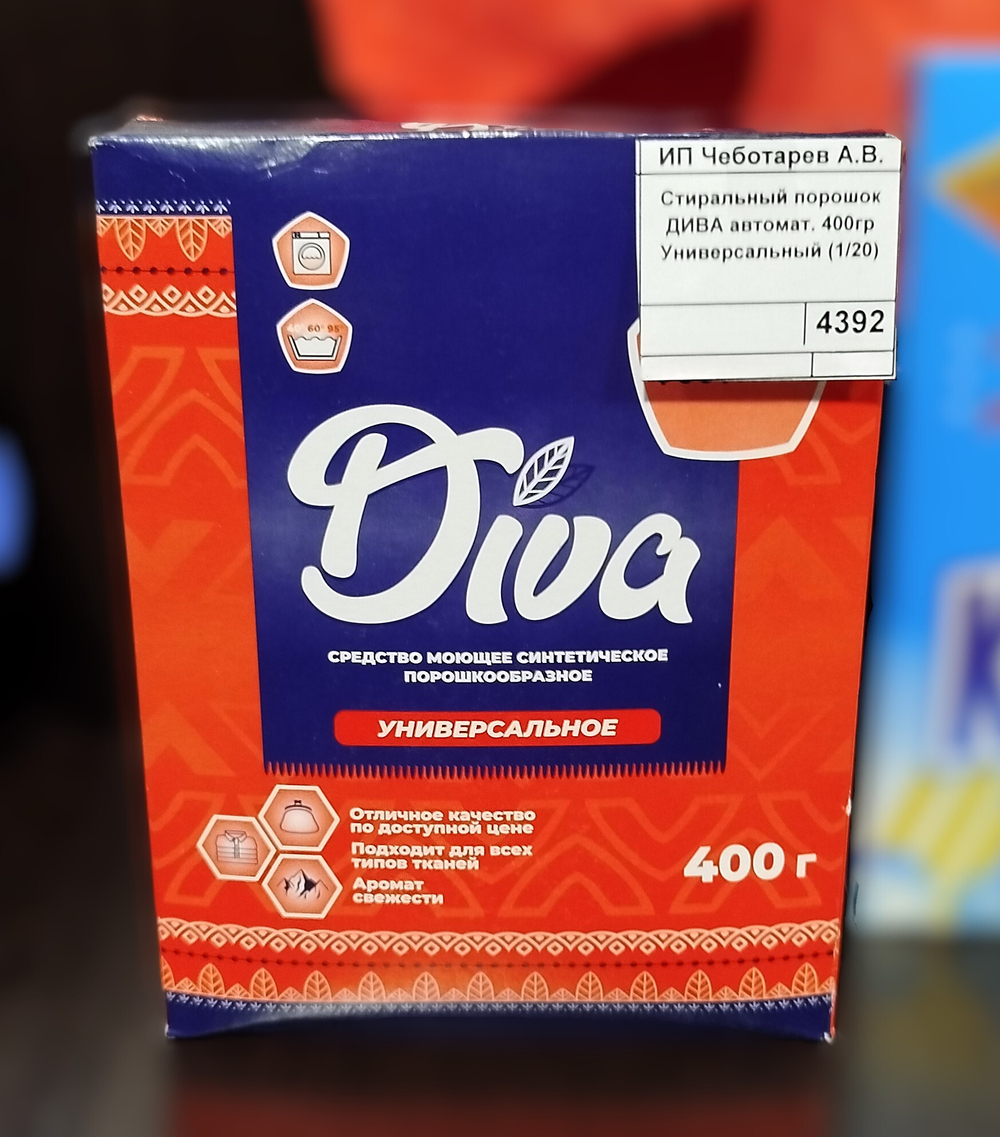 ИП Чеботарев А.В.
Стиральный порошок
ДИВА автомат. 400гр
Универсальный (1/20)
4392
60° 95°
Diva
СРЕДСТВО МОЮЩЕЕ СИНТЕТИЧЕСКОЕ
ПОРОШКООБРАЗНОЕ
УНИВЕРСАЛЬНОЕ
Отличное качество
по доступной цене
Подходит для всех
типов тканей
Аромат
свежести
400 г